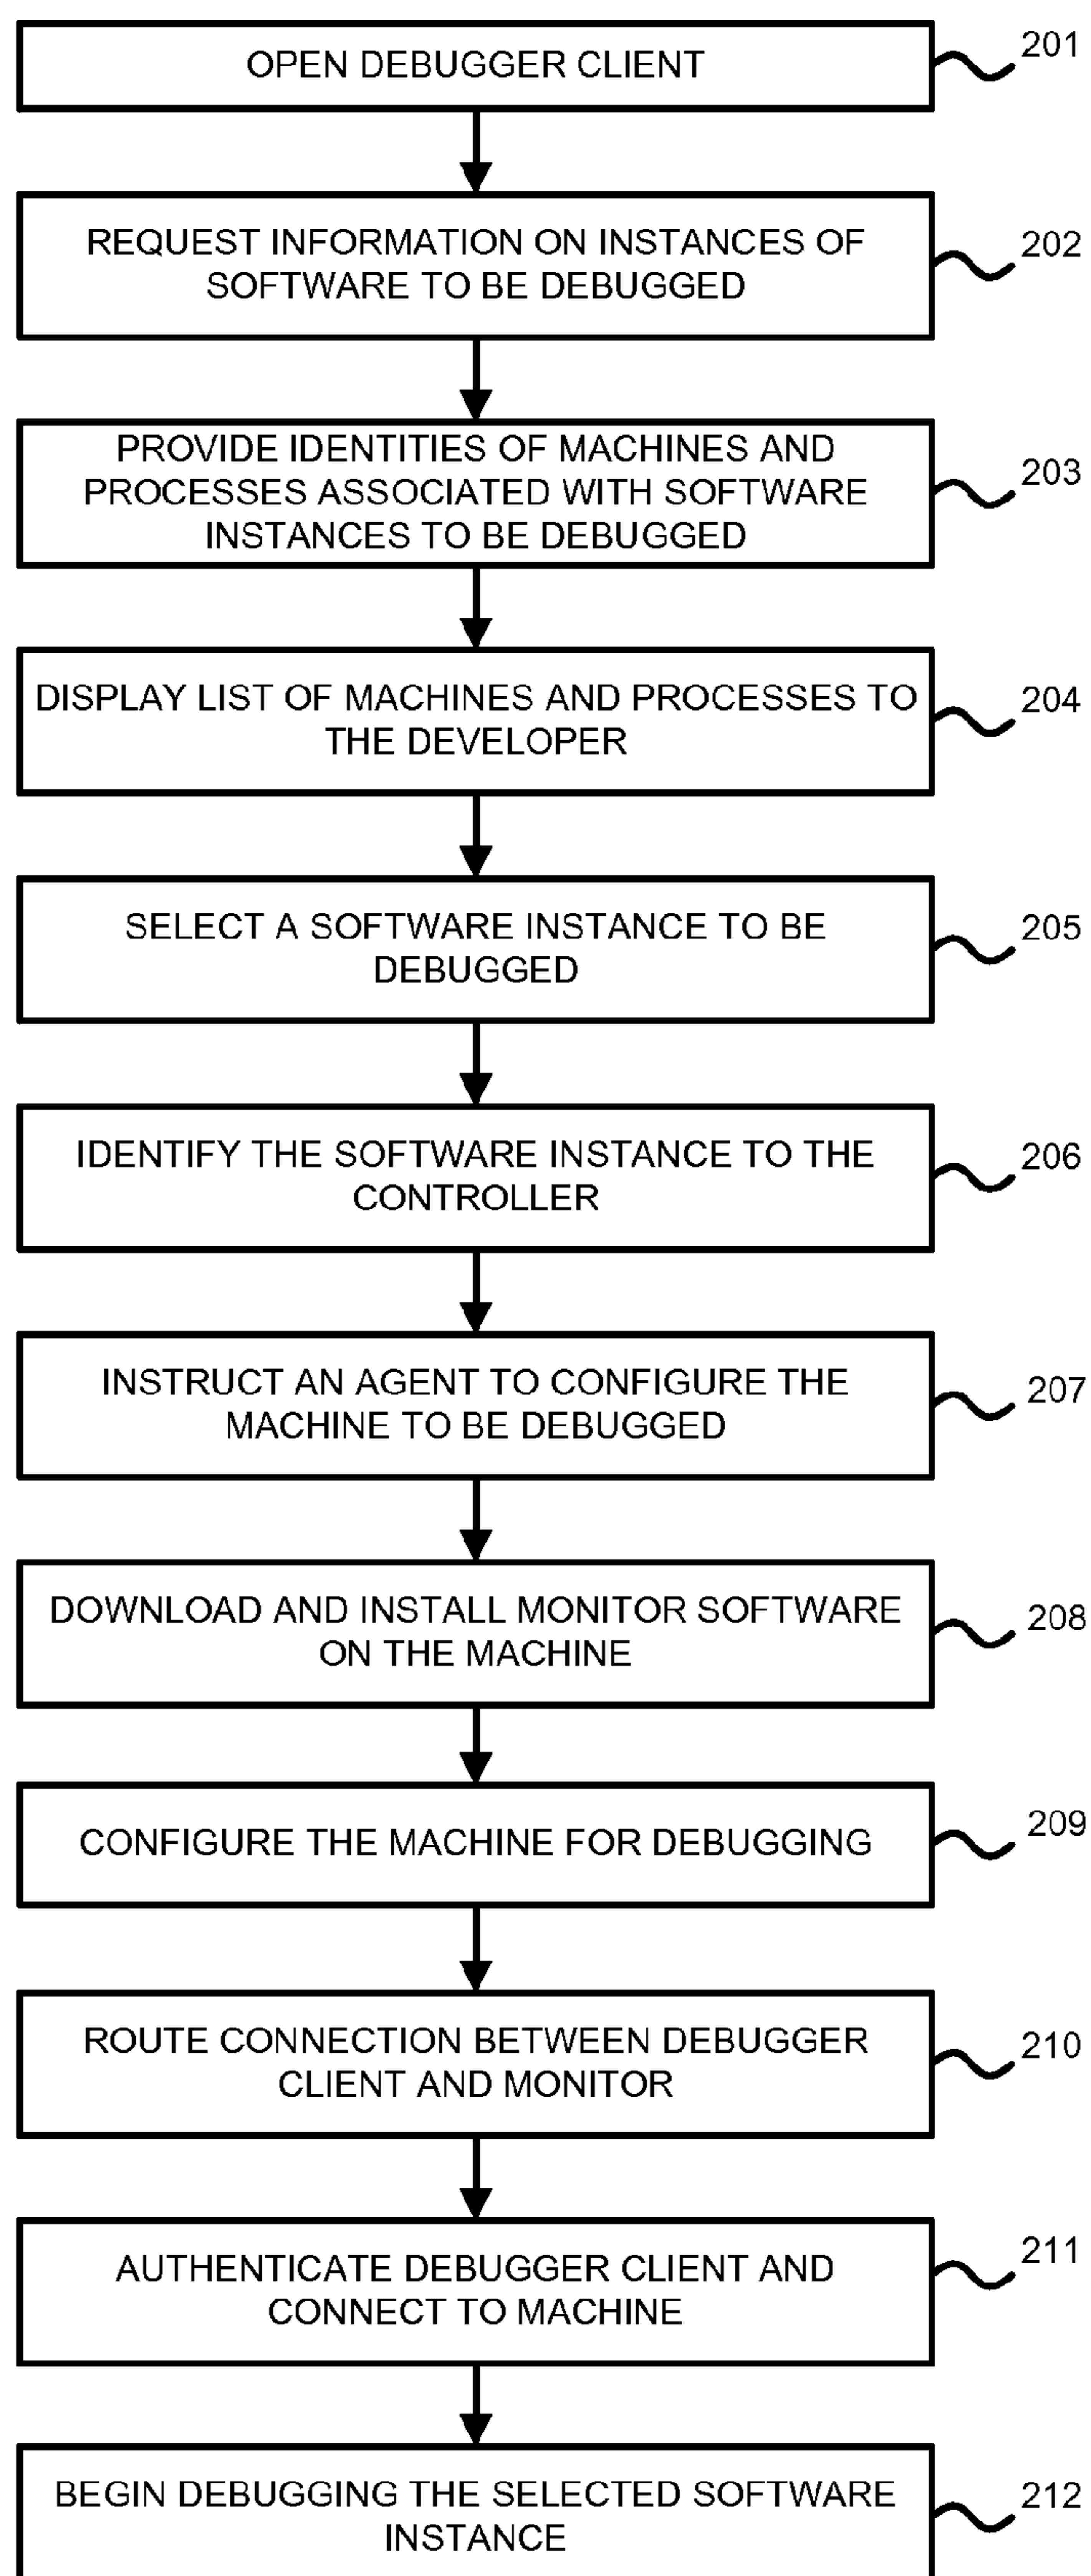 OPEN DEBUGGER CLIENT
201
REQUEST INFORMATION ON INSTANCES OF
SOFTWARE TO BE DEBUGGED
202
PROVIDE IDENTITIES OF MACHINES AND
PROCESSES ASSOCIATED WITH SOFTWARE
INSTANCES TO BE DEBUGGED
203
DISPLAY LIST OF MACHINES AND PROCESSES TO
THE DEVELOPER
204
SELECT A SOFTWARE INSTANCE TO BE
DEBUGGED
205
IDENTIFY THE SOFTWARE INSTANCE TO THE
CONTROLLER
206
INSTRUCT AN AGENT TO CONFIGURE THE
MACHINE TO BE DEBUGGED
207
DOWNLOAD AND INSTALL MONITOR SOFTWARE
ON THE MACHINE
208
CONFIGURE THE MACHINE FOR DEBUGGING
209
ROUTE CONNECTION BETWEEN DEBUGGER
CLIENT AND MONITOR
210
AUTHENTICATE DEBUGGER CLIENT AND
CONNECT TO MACHINE
211
BEGIN DEBUGGING THE SELECTED SOFTWARE
INSTANCE
212